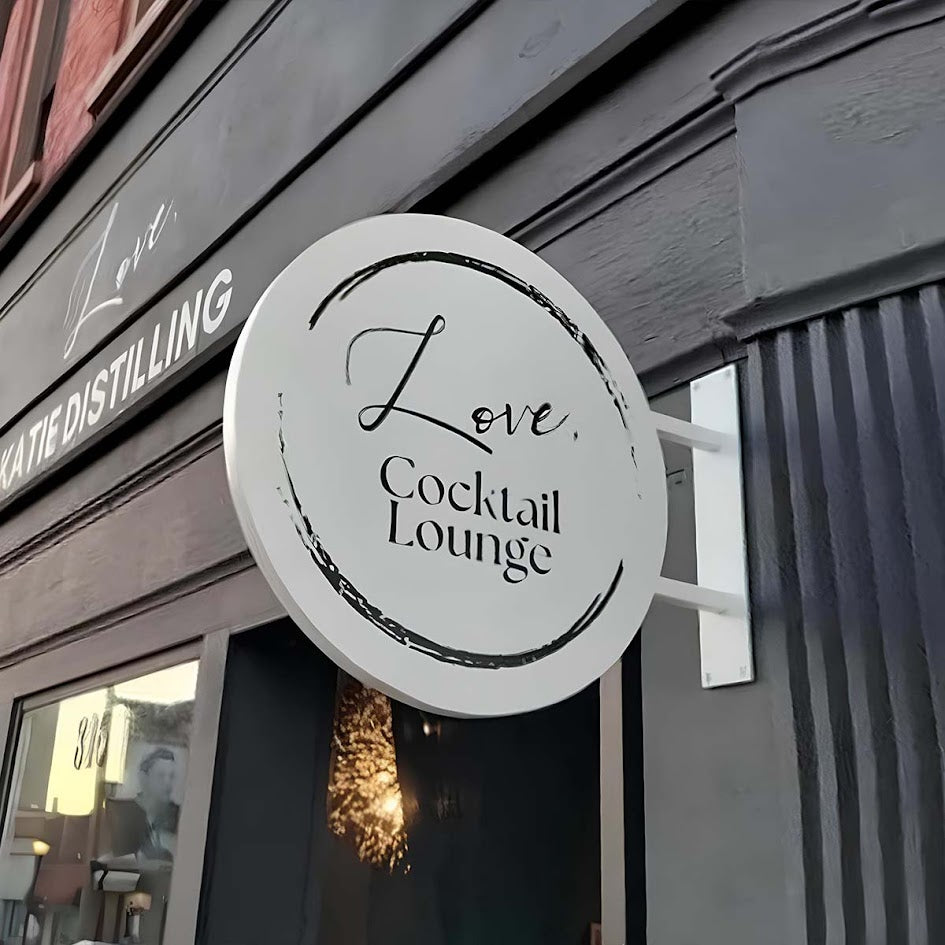 Love,
KATIE DISTILLING
Love,
Cocktail
Lounge